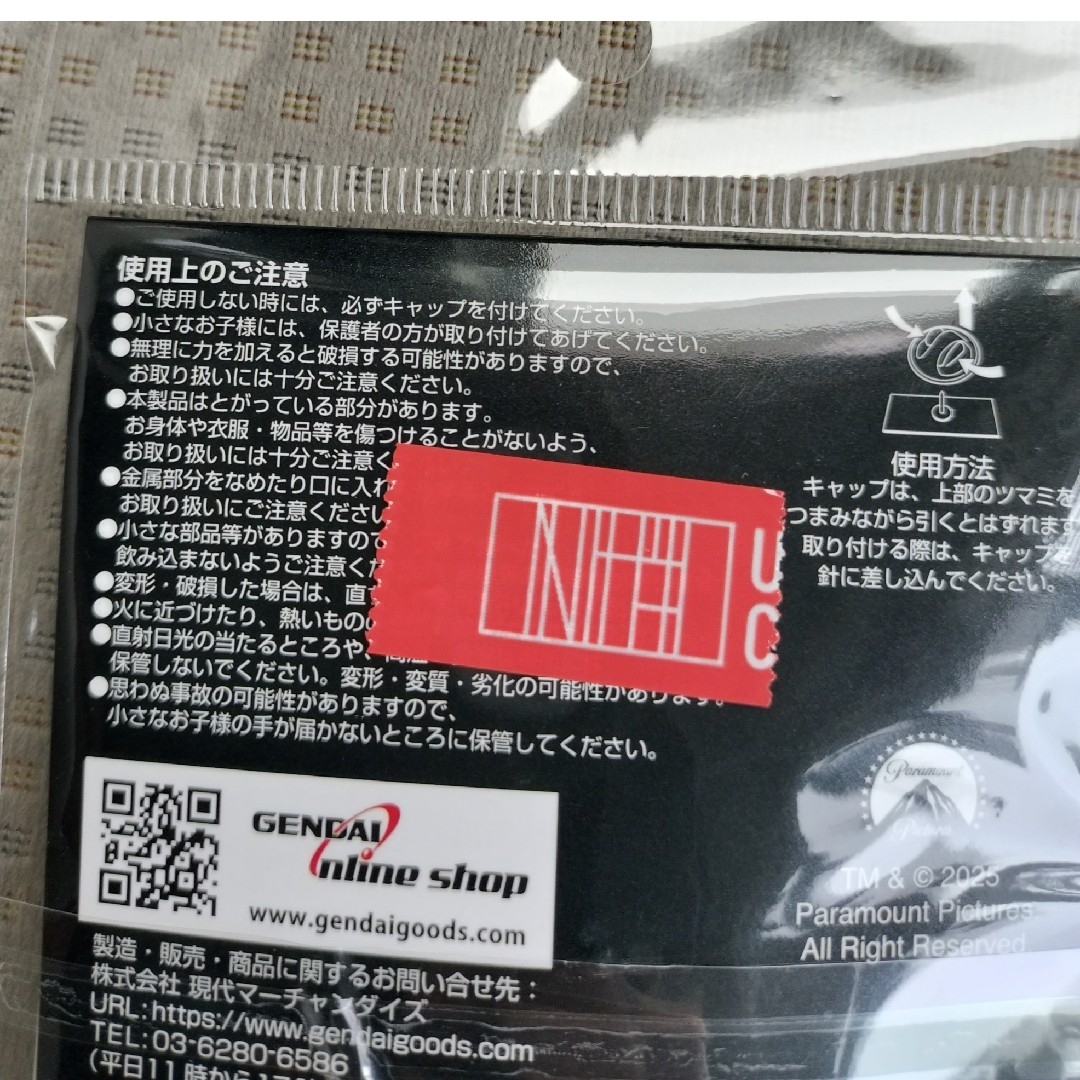 使用上のご注意
●ご使用しない時には、必ずキャップを付けてください。
●小さなお子様には、保護者の方が取り付けてあげてください。
●無理に力を加えると破損する可能性がありますので、
お取り扱いには十分ご注意ください。
●本製品はとがっている部分があります。
お身体や衣服・物品等を傷つけることがないよう、
お取り扱いには十分ご注意く
●金属部分をなめたり口に入れ
お取り扱いにご注意ください
●小さな部品等がありますので
飲み込まないようご注意くだ
●変形・破損した場合は、直す
●火に近づけたり、熱いもの
●直射日光の当たるところや、高温
保管しないでください。変形・変質・劣化の可能性があります。
●思わぬ事故の可能性がありますので、
小さなお子様の手が届かないところに保管してください。
U
C
使用方法
キャップは、上部のツマミを
つまみながら引くとはずれます
取り付ける際は、キャップを
針に差し込んでください。
GENDAI
Online shop
www.gendaigoods.com
Paramount
Pictures
TM & © 2025
Paramount Pictures
All Right Reserved
製造・販売・商品に関するお問い合せ先：
株式会社 現代マーチャンダイズ
URL:https://www.gendaigoods.com
TEL:03-6280-6586
(平日11時から17